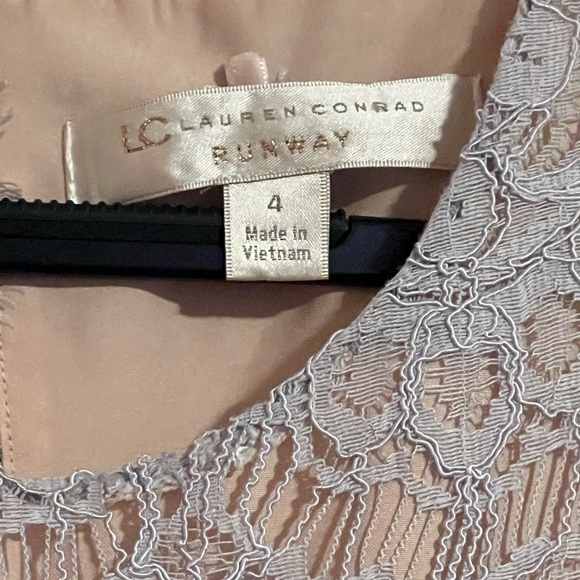 LC LAUREN CONRAD
RUNWAY
4
Made in
Vietnam